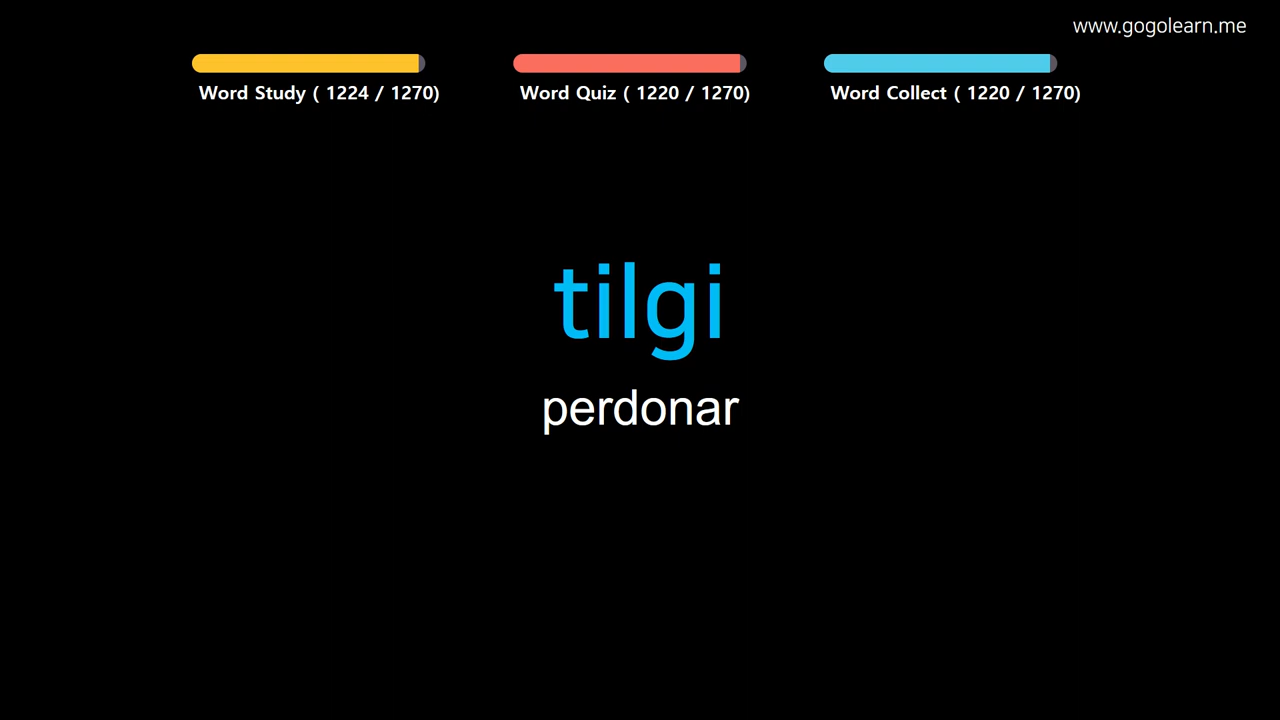 www.gogolearn.me
Word Study ( 1224 / 1270)
Word Quiz ( 1220 / 1270)
Word Collect ( 1220 / 1270)
tilgi
perdonar